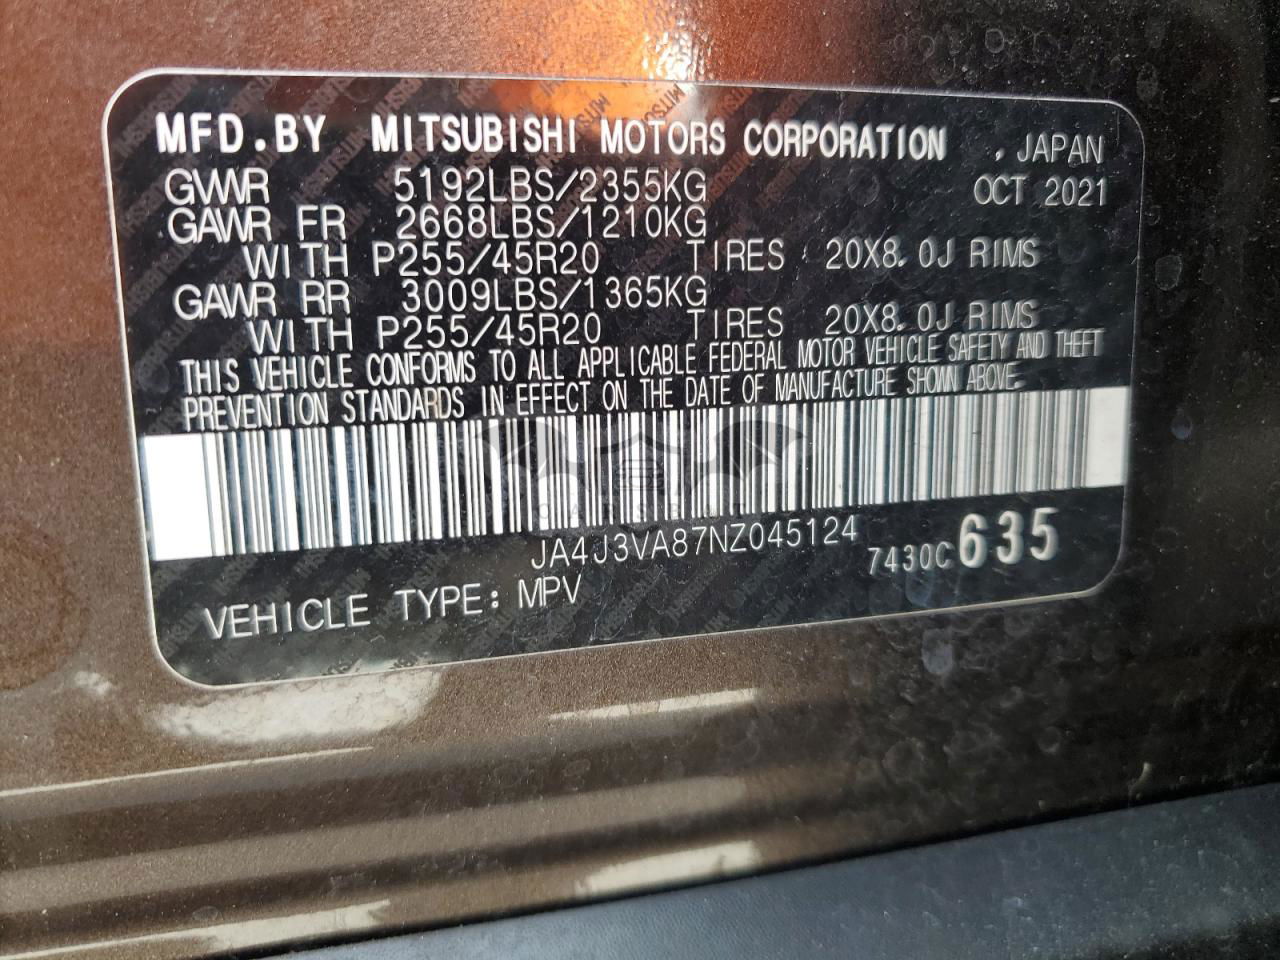 MFD.BY MITSUBISHI MOTORS CORPORATION , JAPAN
GVWR 5192LBS/2355KG OCT 2021
GAWR FR 2668LBS/1210KG
WITH P255/45R20 TIRES 20X8.0J RIMS
GAWR RR 3009LBS/1365KG
WITH P255/45R20 TIRES 20X8.0J RIMS
THIS VEHICLE CONFORMS TO ALL APPLICABLE FEDERAL MOTOR VEHICLE SAFETY AND THEFT
PREVENTION STANDARDS IN EFFECT ON THE DATE OF MANUFACTURE SHOWN ABOVE.
JA4J3VA87NZ045124 7430C 635
VEHICLE TYPE: MPV